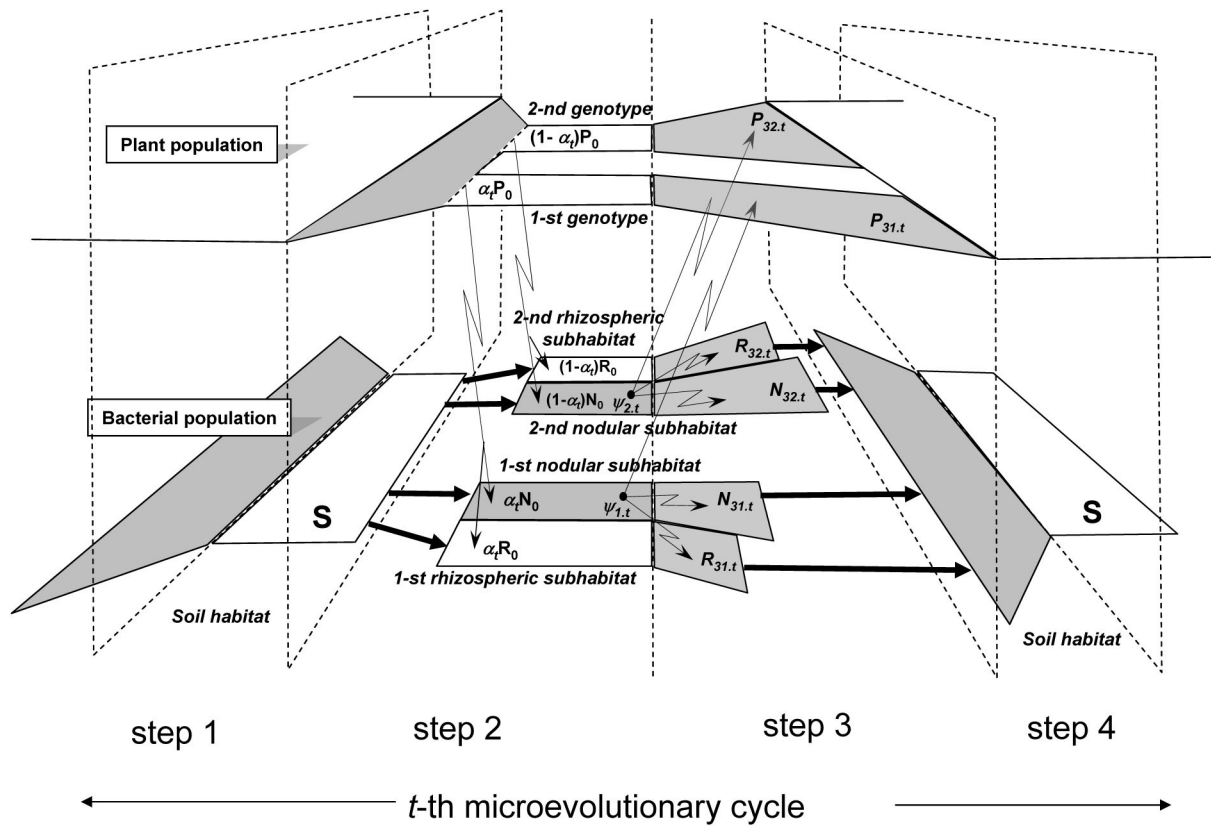 2-nd genotype
(1- αₜ)P₀
P₃₂.ₜ
Plant population
αₜP₀
1-st genotype
P₃₁.ₜ
2-nd rhizospheric
subhabitat
(1-αₜ)R₀
R₃₂.ₜ
(1-αₜ)N₀
ψ₂.ₜ
N₃₂.ₜ
2-nd nodular subhabitat
Bacterial population
1-st nodular subhabitat
S
αₜN₀
ψ₁.ₜ
N₃₁.ₜ
S
αₜR₀
R₃₁.ₜ
1-st rhizospheric subhabitat
Soil habitat
Soil habitat
step 1
step 2
step 3
step 4
t-th microevolutionary cycle